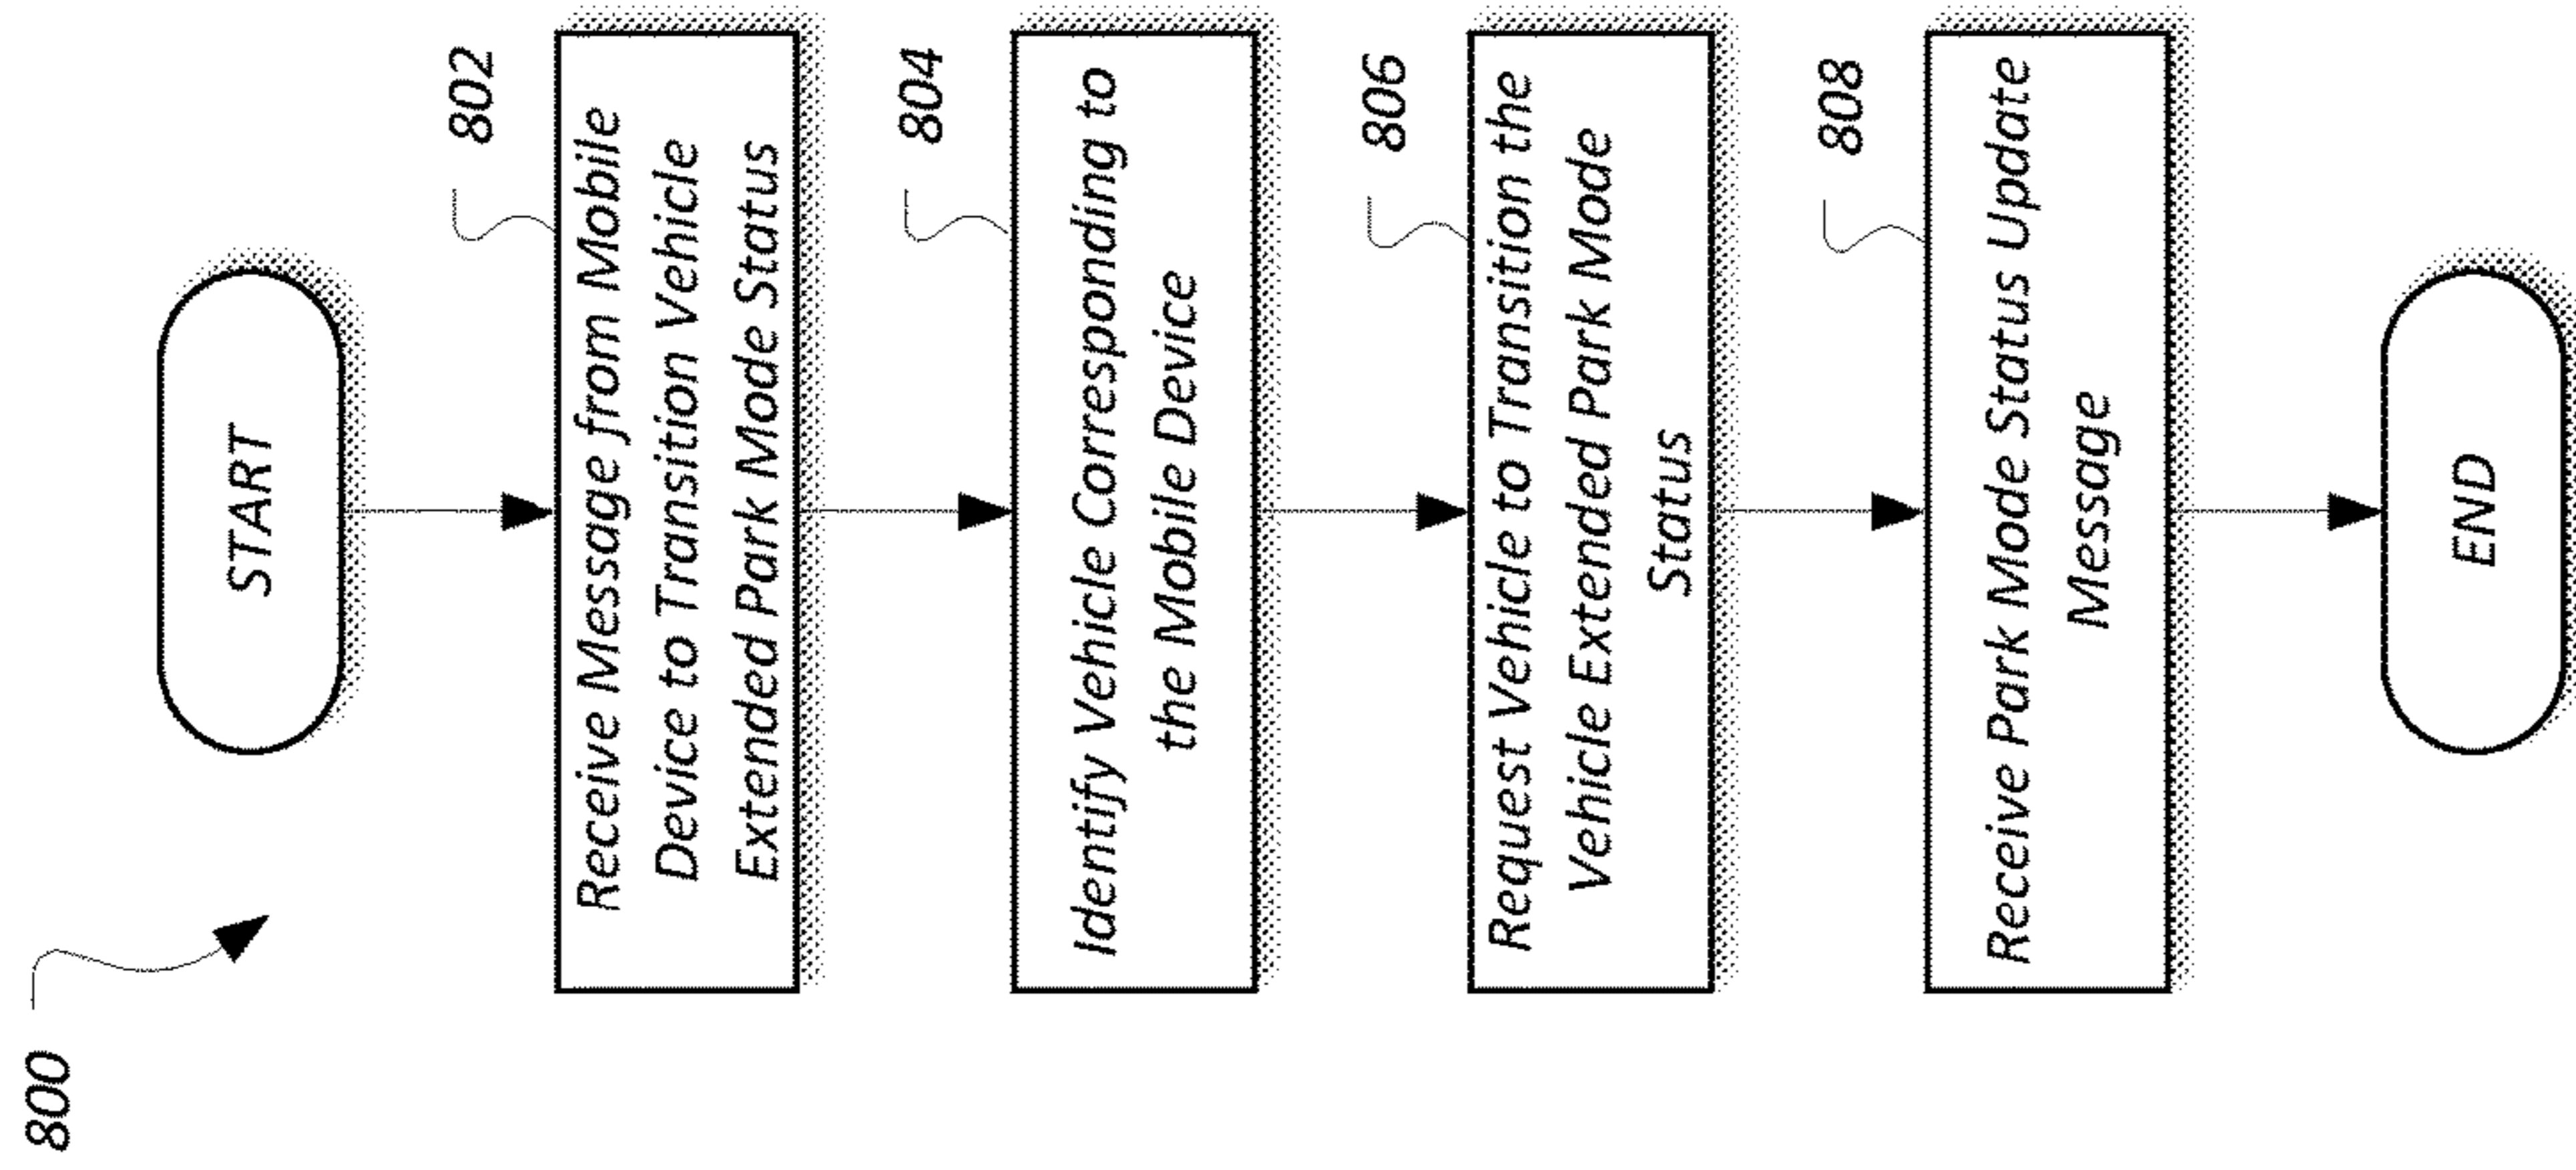 800
START
802
Receive Message from Mobile
Device to Transition Vehicle
Extended Park Mode Status
804
Identify Vehicle Corresponding to
the Mobile Device
806
Request Vehicle to Transition the
Vehicle Extended Park Mode
Status
808
Receive Park Mode Status Update
Message
END